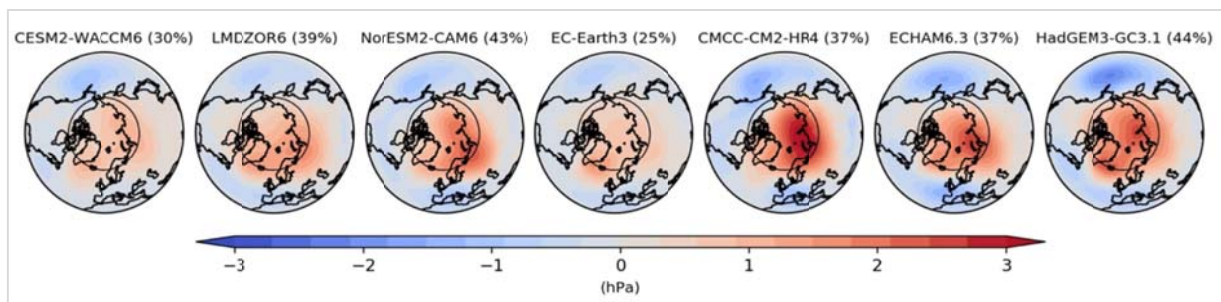 CESM2-WACCM6 (30%) LMDZOR6 (39%) NorESM2-CAM6 (43%) EC-Earth3 (25%) CMCC-CM2-HR4 (37%) ECHAM6.3 (37%) HadGEM3-GC3.1 (44%)
−3 −2 −1 0 1 2 3
(hPa)